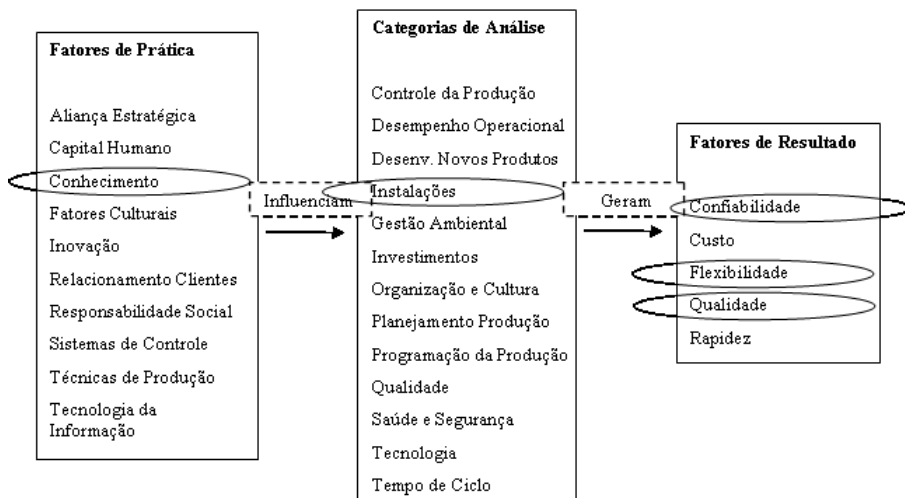 Fatores de Prática
Aliança Estratégica
Capital Humano
Conhecimento
Fatores Culturais
Inovação
Relacionamento Clientes
Responsabilidade Social
Sistemas de Controle
Técnicas de Produção
Tecnologia da
Informação
Influenciam
Categorias de Análise
Controle da Produção
Desempenho Operacional
Desenv. Novos Produtos
Instalações
Gestão Ambiental
Investimentos
Organização e Cultura
Planejamento Produção
Programação da Produção
Qualidade
Saúde e Segurança
Tecnologia
Tempo de Ciclo
Geram
Fatores de Resultado
Confiabilidade
Custo
Flexibilidade
Qualidade
Rapidez